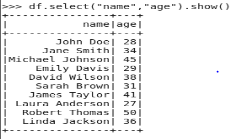 >>> df.select("name","age").show()
+---------------+---+
|           name|age|
+---------------+---+
|       John Doe| 28|
|     Jane Smith| 34|
|Michael Johnson| 45|
|    Emily Davis| 29|
|   David Wilson| 38|
|    Sarah Brown| 31|
|   James Taylor| 41|
| Laura Anderson| 27|
|  Robert Thomas| 50|
|  Linda Jackson| 36|
+---------------+---+